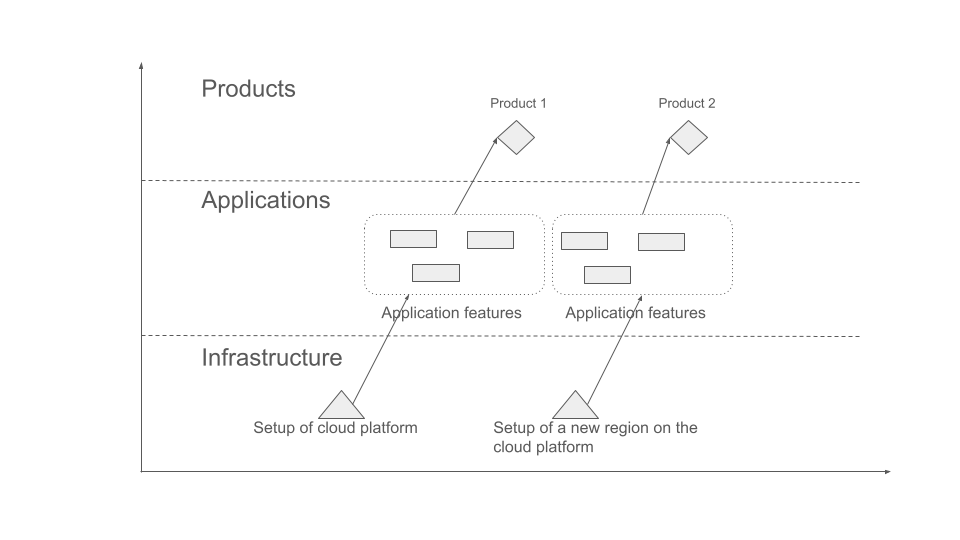 Products
Product 1
Product 2
Applications
Application features
Application features
Infrastructure
Setup of cloud platform
Setup of a new region on the
cloud platform